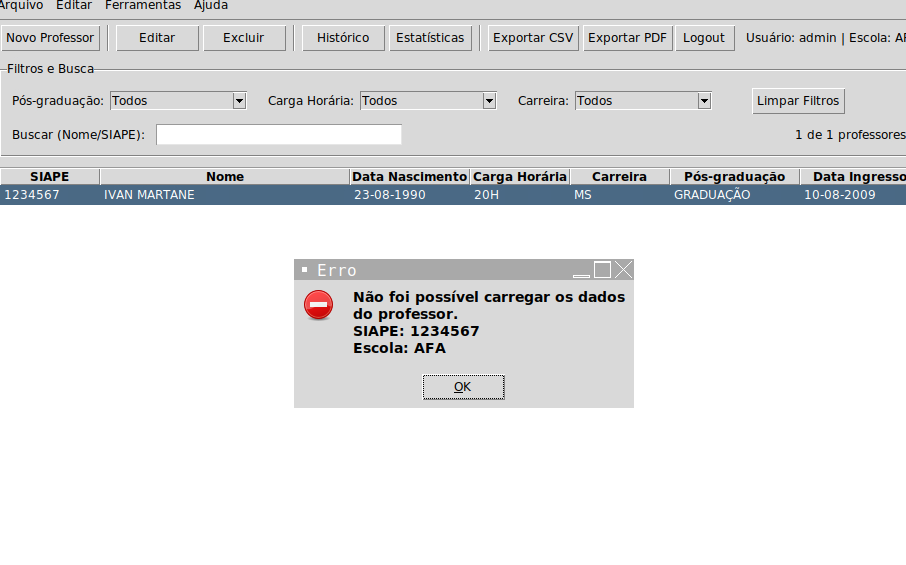 Arquivo Editar Ferramentas Ajuda
Novo Professor Editar Excluir Histórico Estatísticas Exportar CSV Exportar PDF Logout Usuário: admin | Escola: AF
Filtros e Busca
Pós-graduação: Todos Carga Horária: Todos Carreira: Todos Limpar Filtros
Buscar (Nome/SIAPE): 1 de 1 professores
SIAPE Nome Data Nascimento Carga Horária Carreira Pós-graduação Data Ingresso
1234567 IVAN MARTANE 23-08-1990 20H MS GRADUAÇÃO 10-08-2009
Erro
Não foi possível carregar os dados
do professor.
SIAPE: 1234567
Escola: AFA
OK